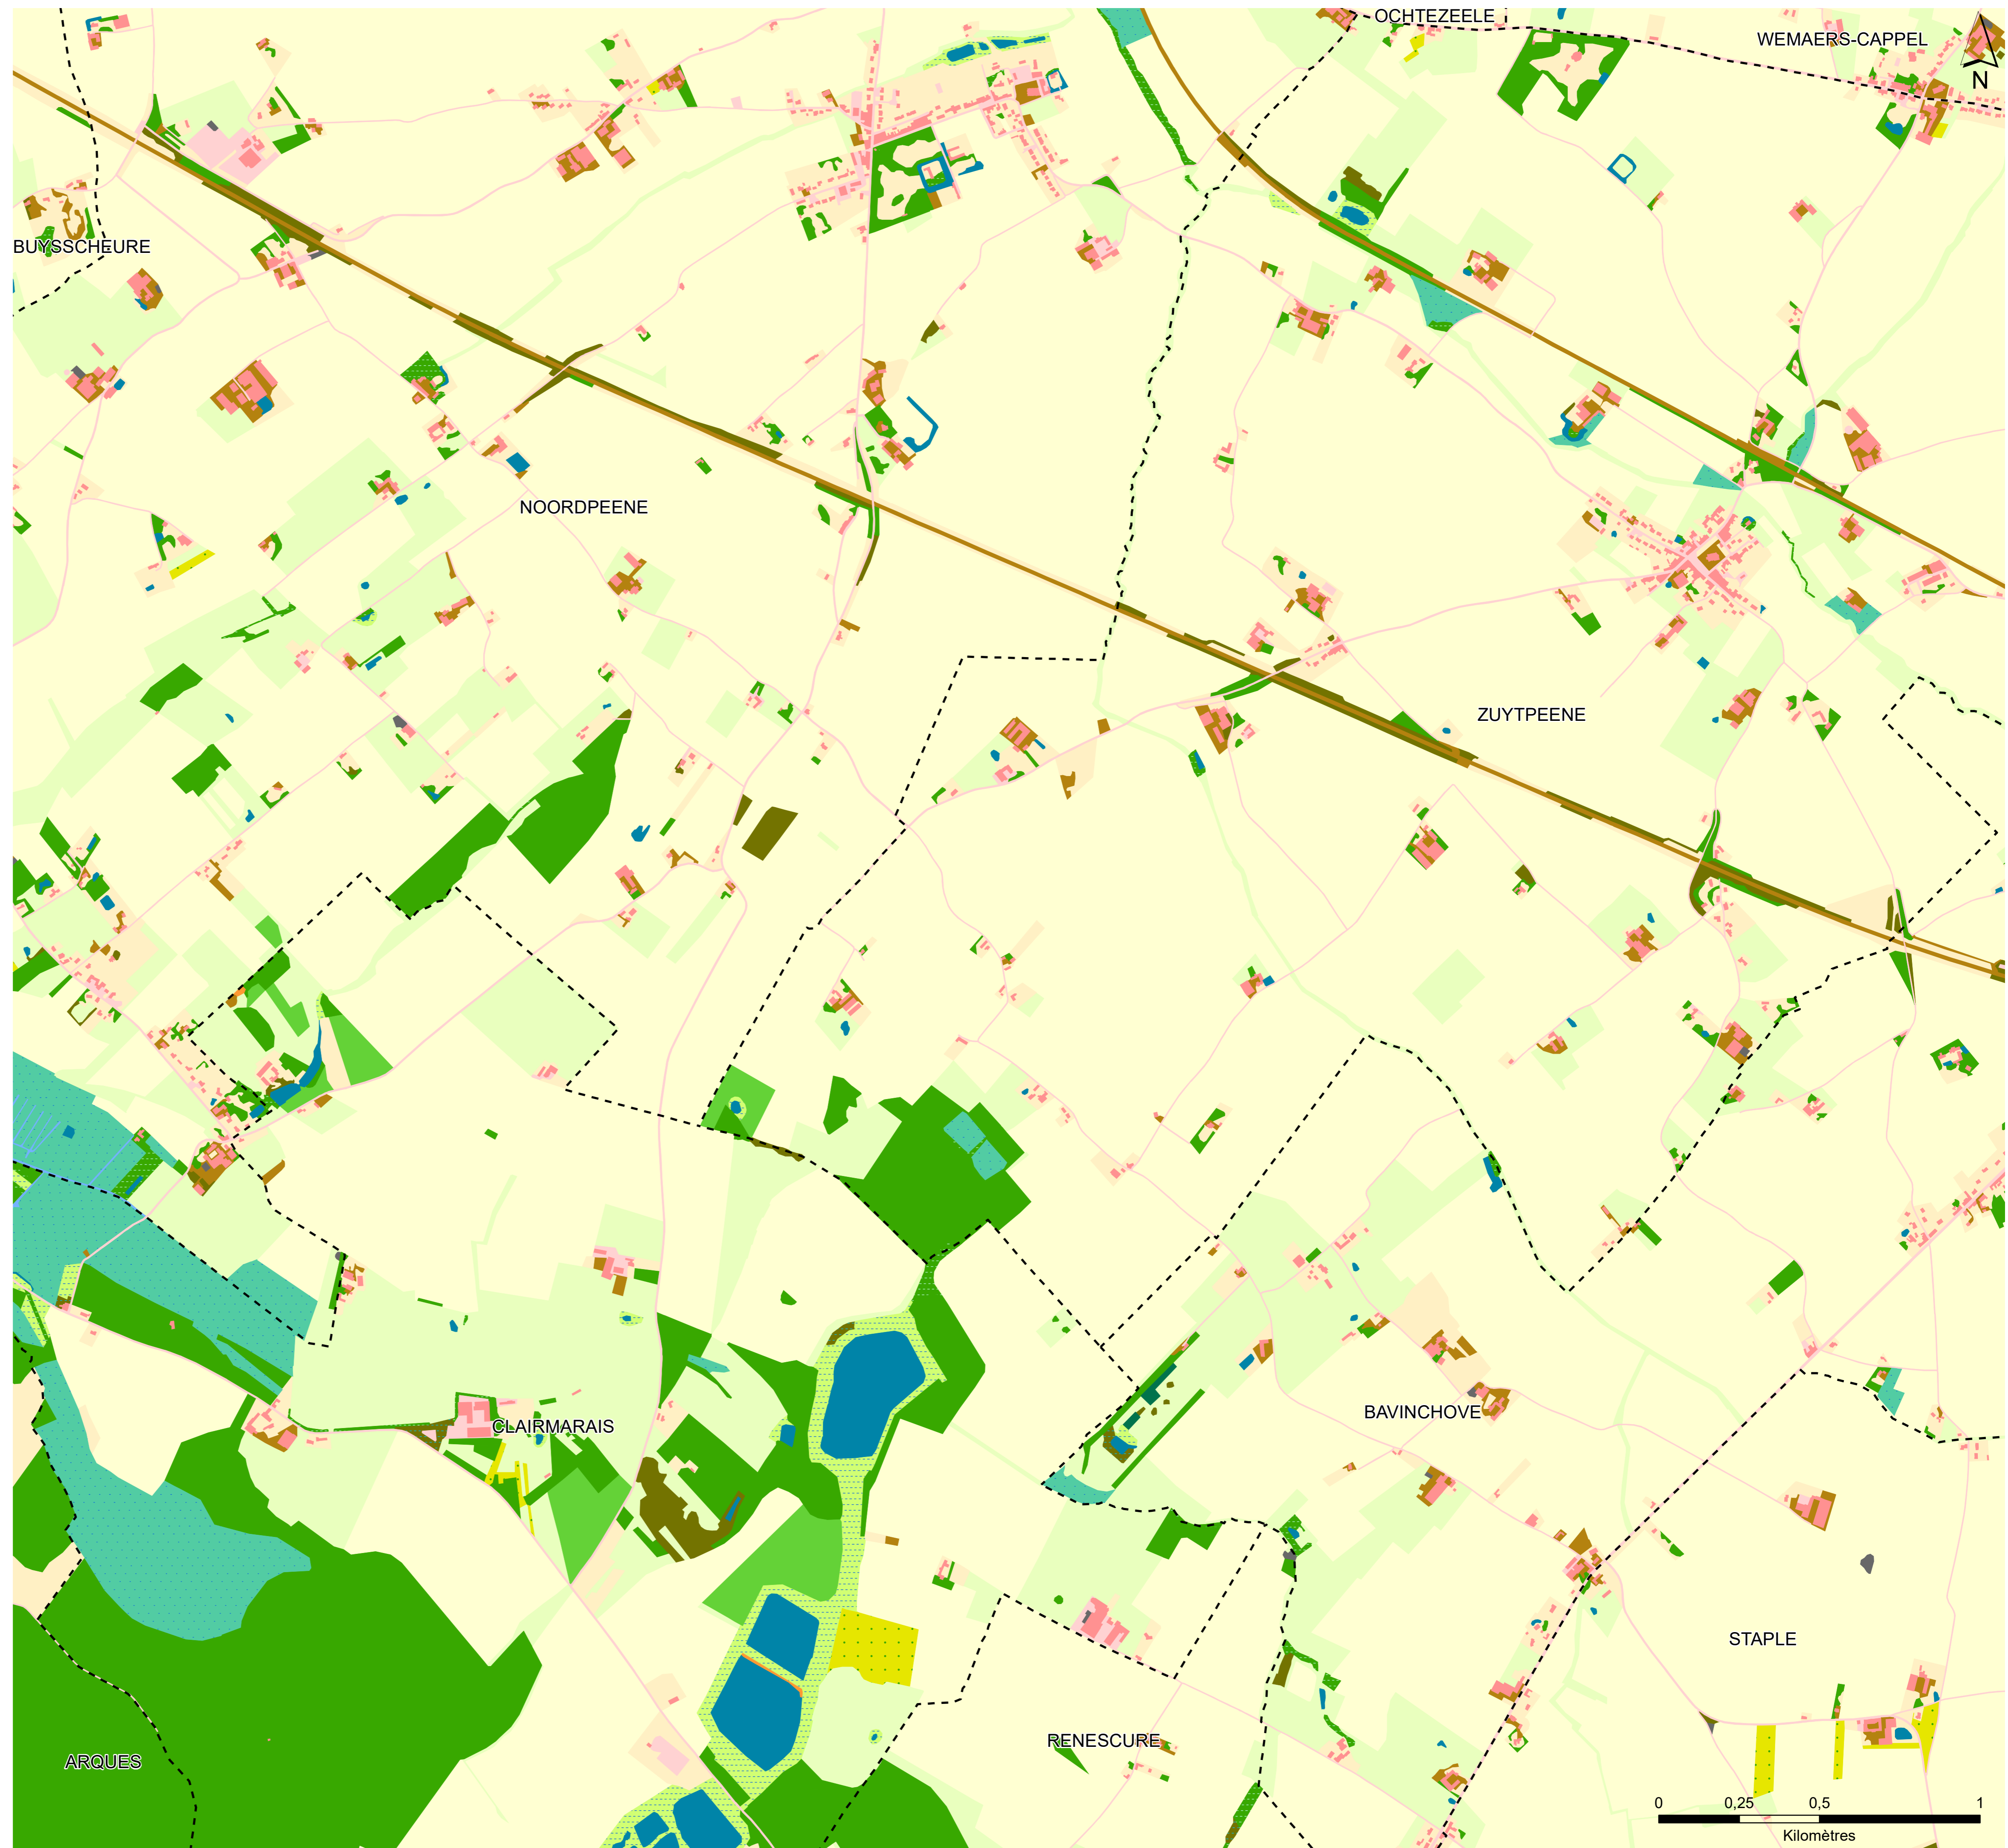 OCHTEZEELE
WEMAERS-CAPPEL
N
BUYSSCHEURE
NOORDPEENE
ZUYTPEENE
BAVINCHOVE
CLAIRMARAIS
STAPLE
RENESCURE
ARQUES
0 0,25 0,5 1
Kilomètres